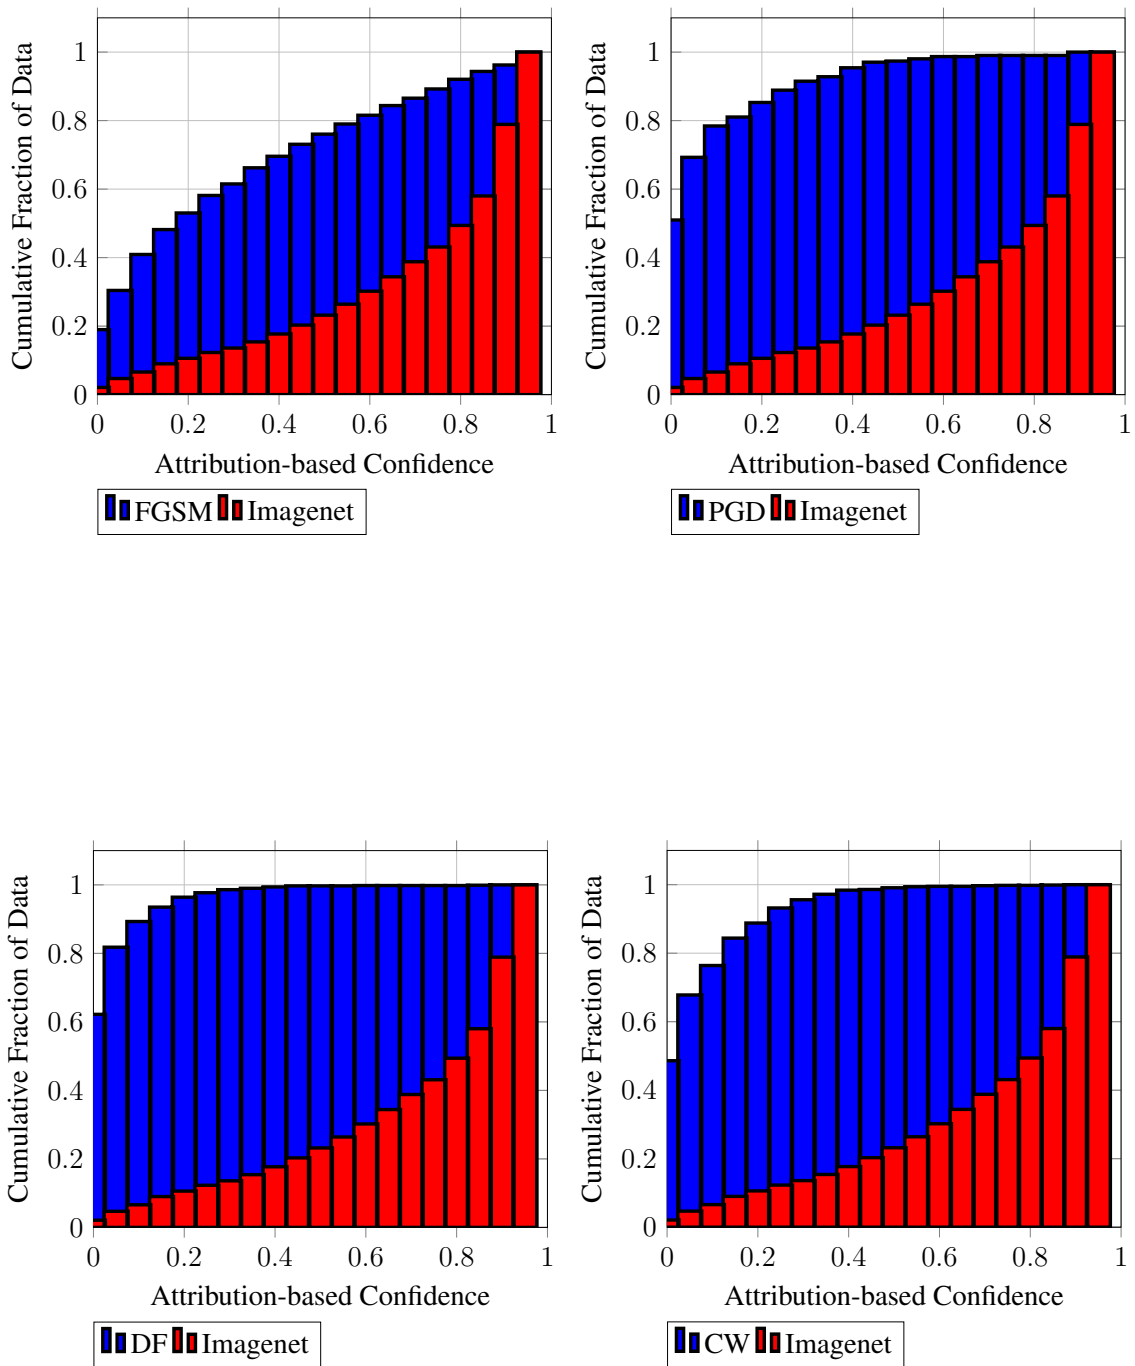 Cumulative Fraction of Data
1
0.8
0.6
0.4
0.2
0
0 0.2 0.4 0.6 0.8 1
Attribution-based Confidence
FGSM Imagenet
Cumulative Fraction of Data
1
0.8
0.6
0.4
0.2
0
0 0.2 0.4 0.6 0.8 1
Attribution-based Confidence
PGD Imagenet
Cumulative Fraction of Data
1
0.8
0.6
0.4
0.2
0
0 0.2 0.4 0.6 0.8 1
Attribution-based Confidence
DF Imagenet
Cumulative Fraction of Data
1
0.8
0.6
0.4
0.2
0
0 0.2 0.4 0.6 0.8 1
Attribution-based Confidence
CW Imagenet